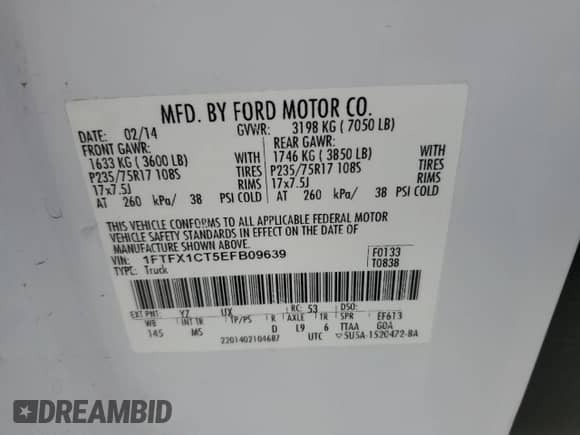 MFD. BY FORD MOTOR CO.
DATE: 02/14 GVWR: 3198 KG ( 7050 LB)
FRONT GAWR: REAR GAWR:
1633 KG ( 3600 LB) WITH 1746 KG ( 3850 LB) WITH
P235/75R17 108S TIRES P235/75R17 108S TIRES
17x7.5J RIMS 17x7.5J RIMS
AT 260 kPa/ 38 PSI COLD AT 260 kPa/ 38 PSI COLD
THIS VEHICLE CONFORMS TO ALL APPLICABLE FEDERAL MOTOR
VEHICLE SAFETY STANDARDS IN EFFECT ON THE DATE OF
MANUFACTURE SHOWN ABOVE.
VIN: 1FTFX1CT5EFB09639 F0133
TYPE: Truck T0838
EXT PNT: YZ UX RC: 53 DSO:
WB INT TR TP/PS R AXLE TR SPR EF613
145 MS D L9 6 TTAA GOA
2201402104687 UTC ▽5U5A-1520472-BA
DREAMBID